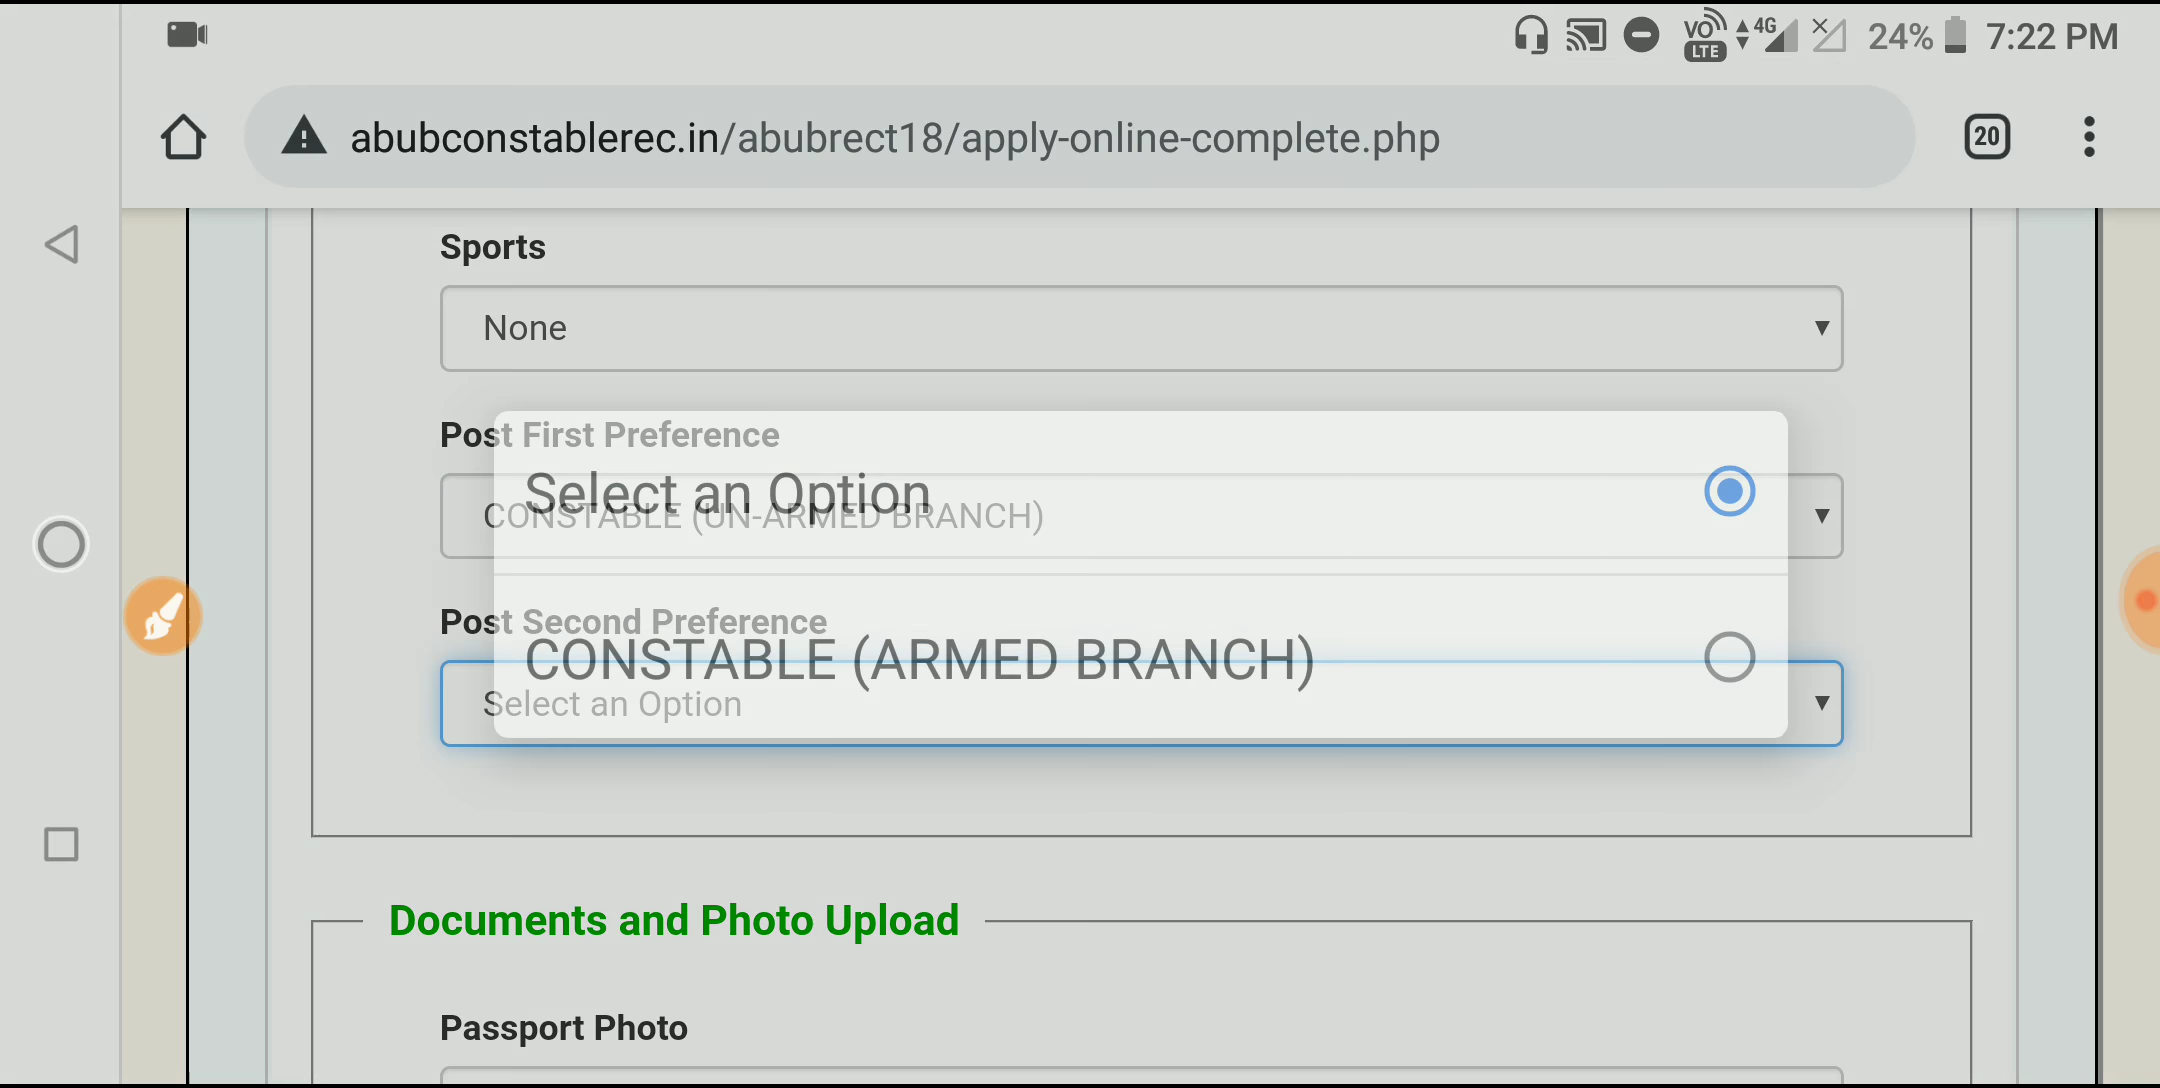 VO LTE 4G 24% 7:22 PM
abubconstablerec.in/abubrect18/apply-online-complete.php
20
Sports
None
Post First Preference
Select an Option
CONSTABLE (UN-ARMED BRANCH)
Post Second Preference
CONSTABLE (ARMED BRANCH)
Select an Option
Documents and Photo Upload
Passport Photo